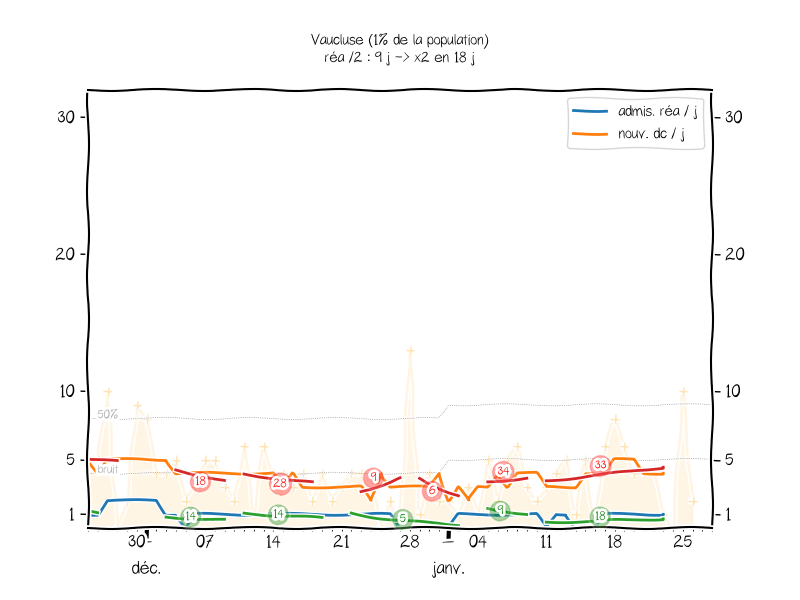 Vaucluse (1% de la population)
réa /2 : 9 j -> x2 en 18 j
admis. réa / j
nouv. dc / j
30 30
20 20
10 10
50%
5 5
bruit
1 1
18 28 9 6 34 33
14 14 5 9 18
30 07 14 21 28 04 11 18 25
déc. janv.